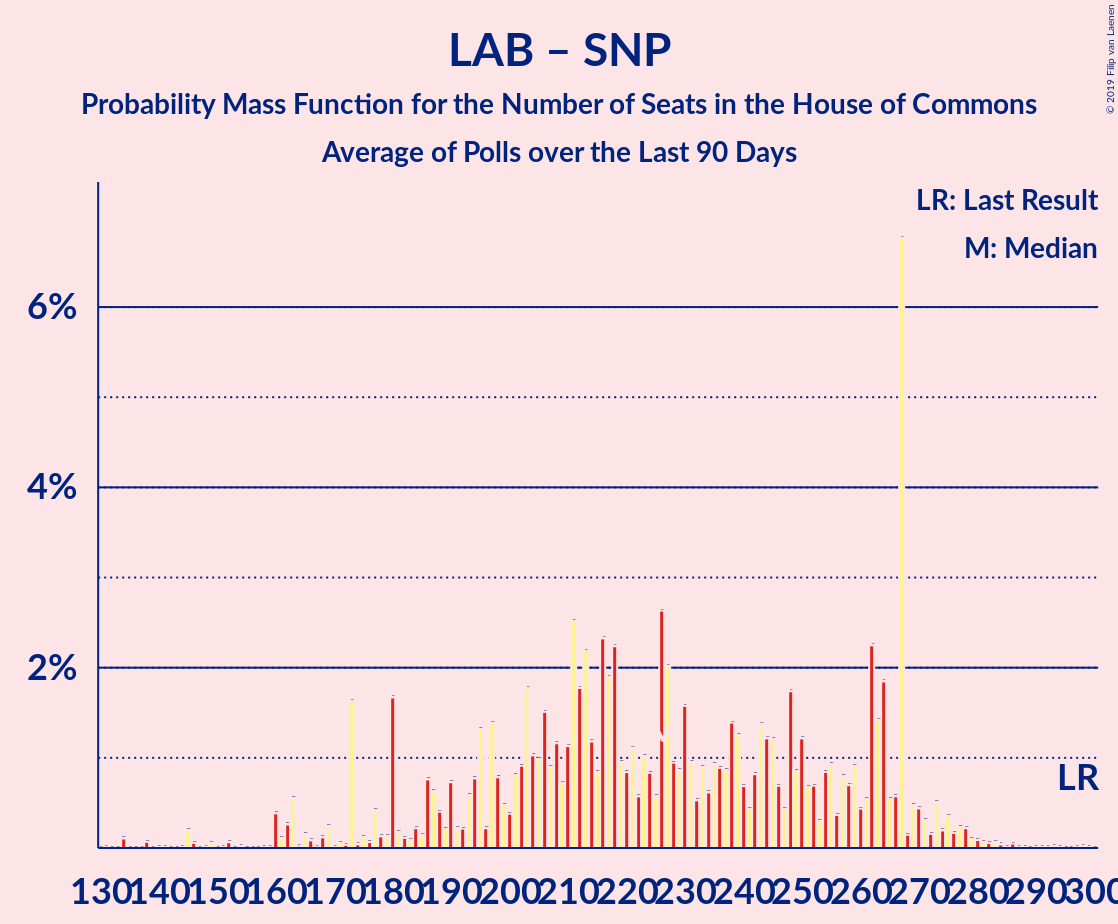 LAB – SNP
Probability Mass Function for the Number of Seats in the House of Commons
Average of Polls over the Last 90 Days
© 2019 Filip van Laenen
LR: Last Result
M: Median
6%
4%
2%
LR
M
130 140 150 160 170 180 190 200 210 220 230 240 250 260 270 280 290 300